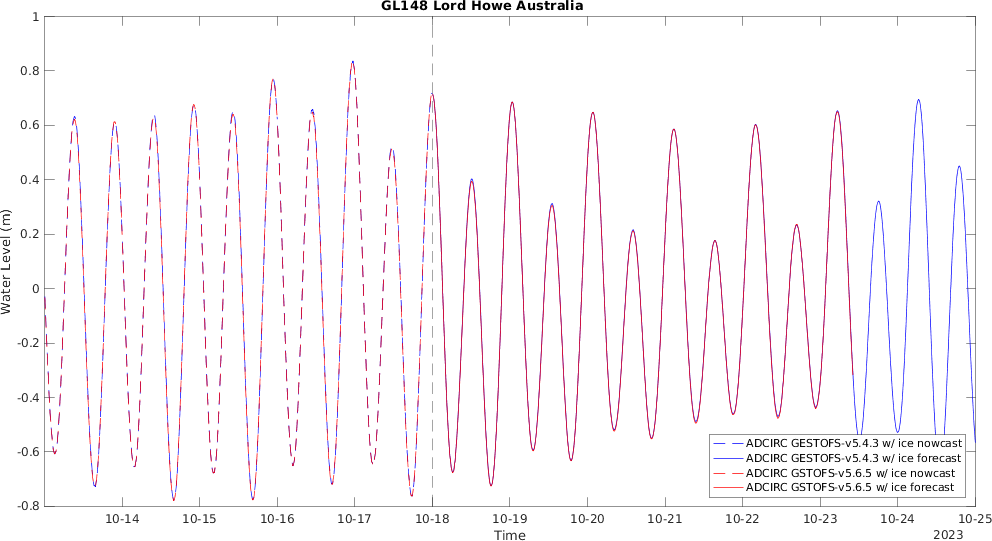 GL148 Lord Howe Australia
1
0.8
0.6
0.4
0.2
0
-0.2
-0.4
-0.6
-0.8
Water Level (m)
ADCIRC GESTOFS-v5.4.3 w/ ice nowcast
ADCIRC GESTOFS-v5.4.3 w/ ice forecast
ADCIRC GSTOFS-v5.6.5 w/ ice nowcast
ADCIRC GSTOFS-v5.6.5 w/ ice forecast
10-14 10-15 10-16 10-17 10-18 10-19 10-20 10-21 10-22 10-23 10-24 10-25
Time
2023